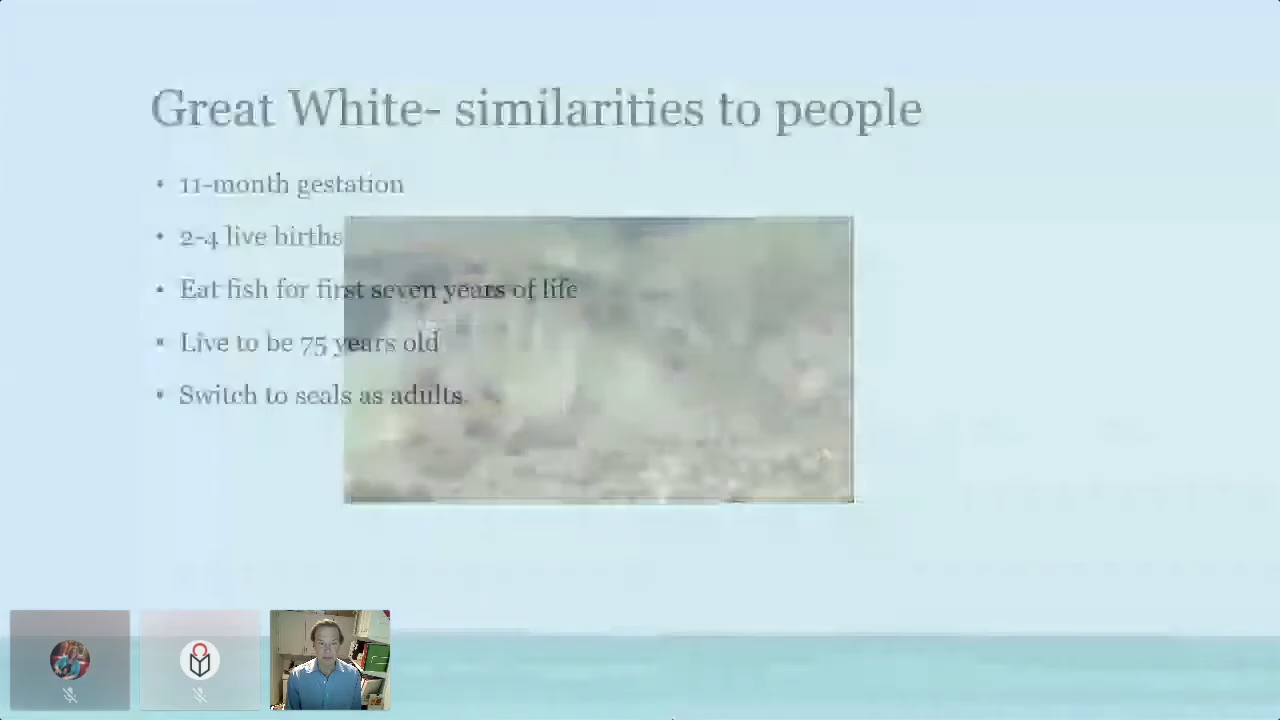 Great White- similarities to people
• 11-month gestation
• 2-4 live births
• Eat fish for first seven years of life
• Live to be 75 years old
• Switch to seals as adults.